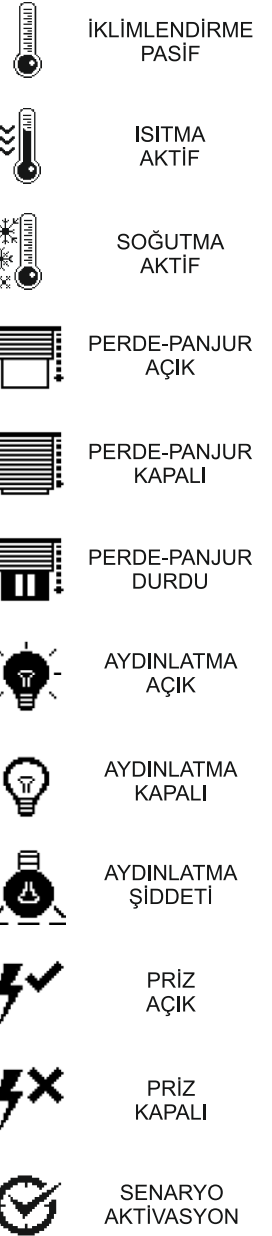 İKLİMLENDİRME
PASİF
ISITMA
AKTİF
SOĞUTMA
AKTİF
PERDE-PANJUR
AÇIK
PERDE-PANJUR
KAPALI
PERDE-PANJUR
DURDU
AYDINLATMA
AÇIK
AYDINLATMA
KAPALI
AYDINLATMA
ŞİDDETİ
PRİZ
AÇIK
PRİZ
KAPALI
SENARYO
AKTİVASYON